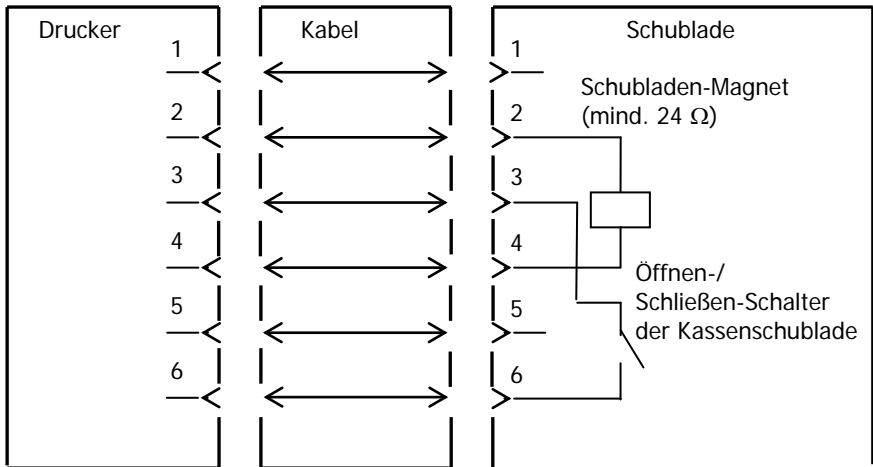 Drucker
1
2
3
4
5
6
Kabel
Schublade
1
2
3
4
5
6
Schubladen-Magnet
(mind. 24 Ω)
Öffnen-/
Schließen-Schalter
der Kassenschublade